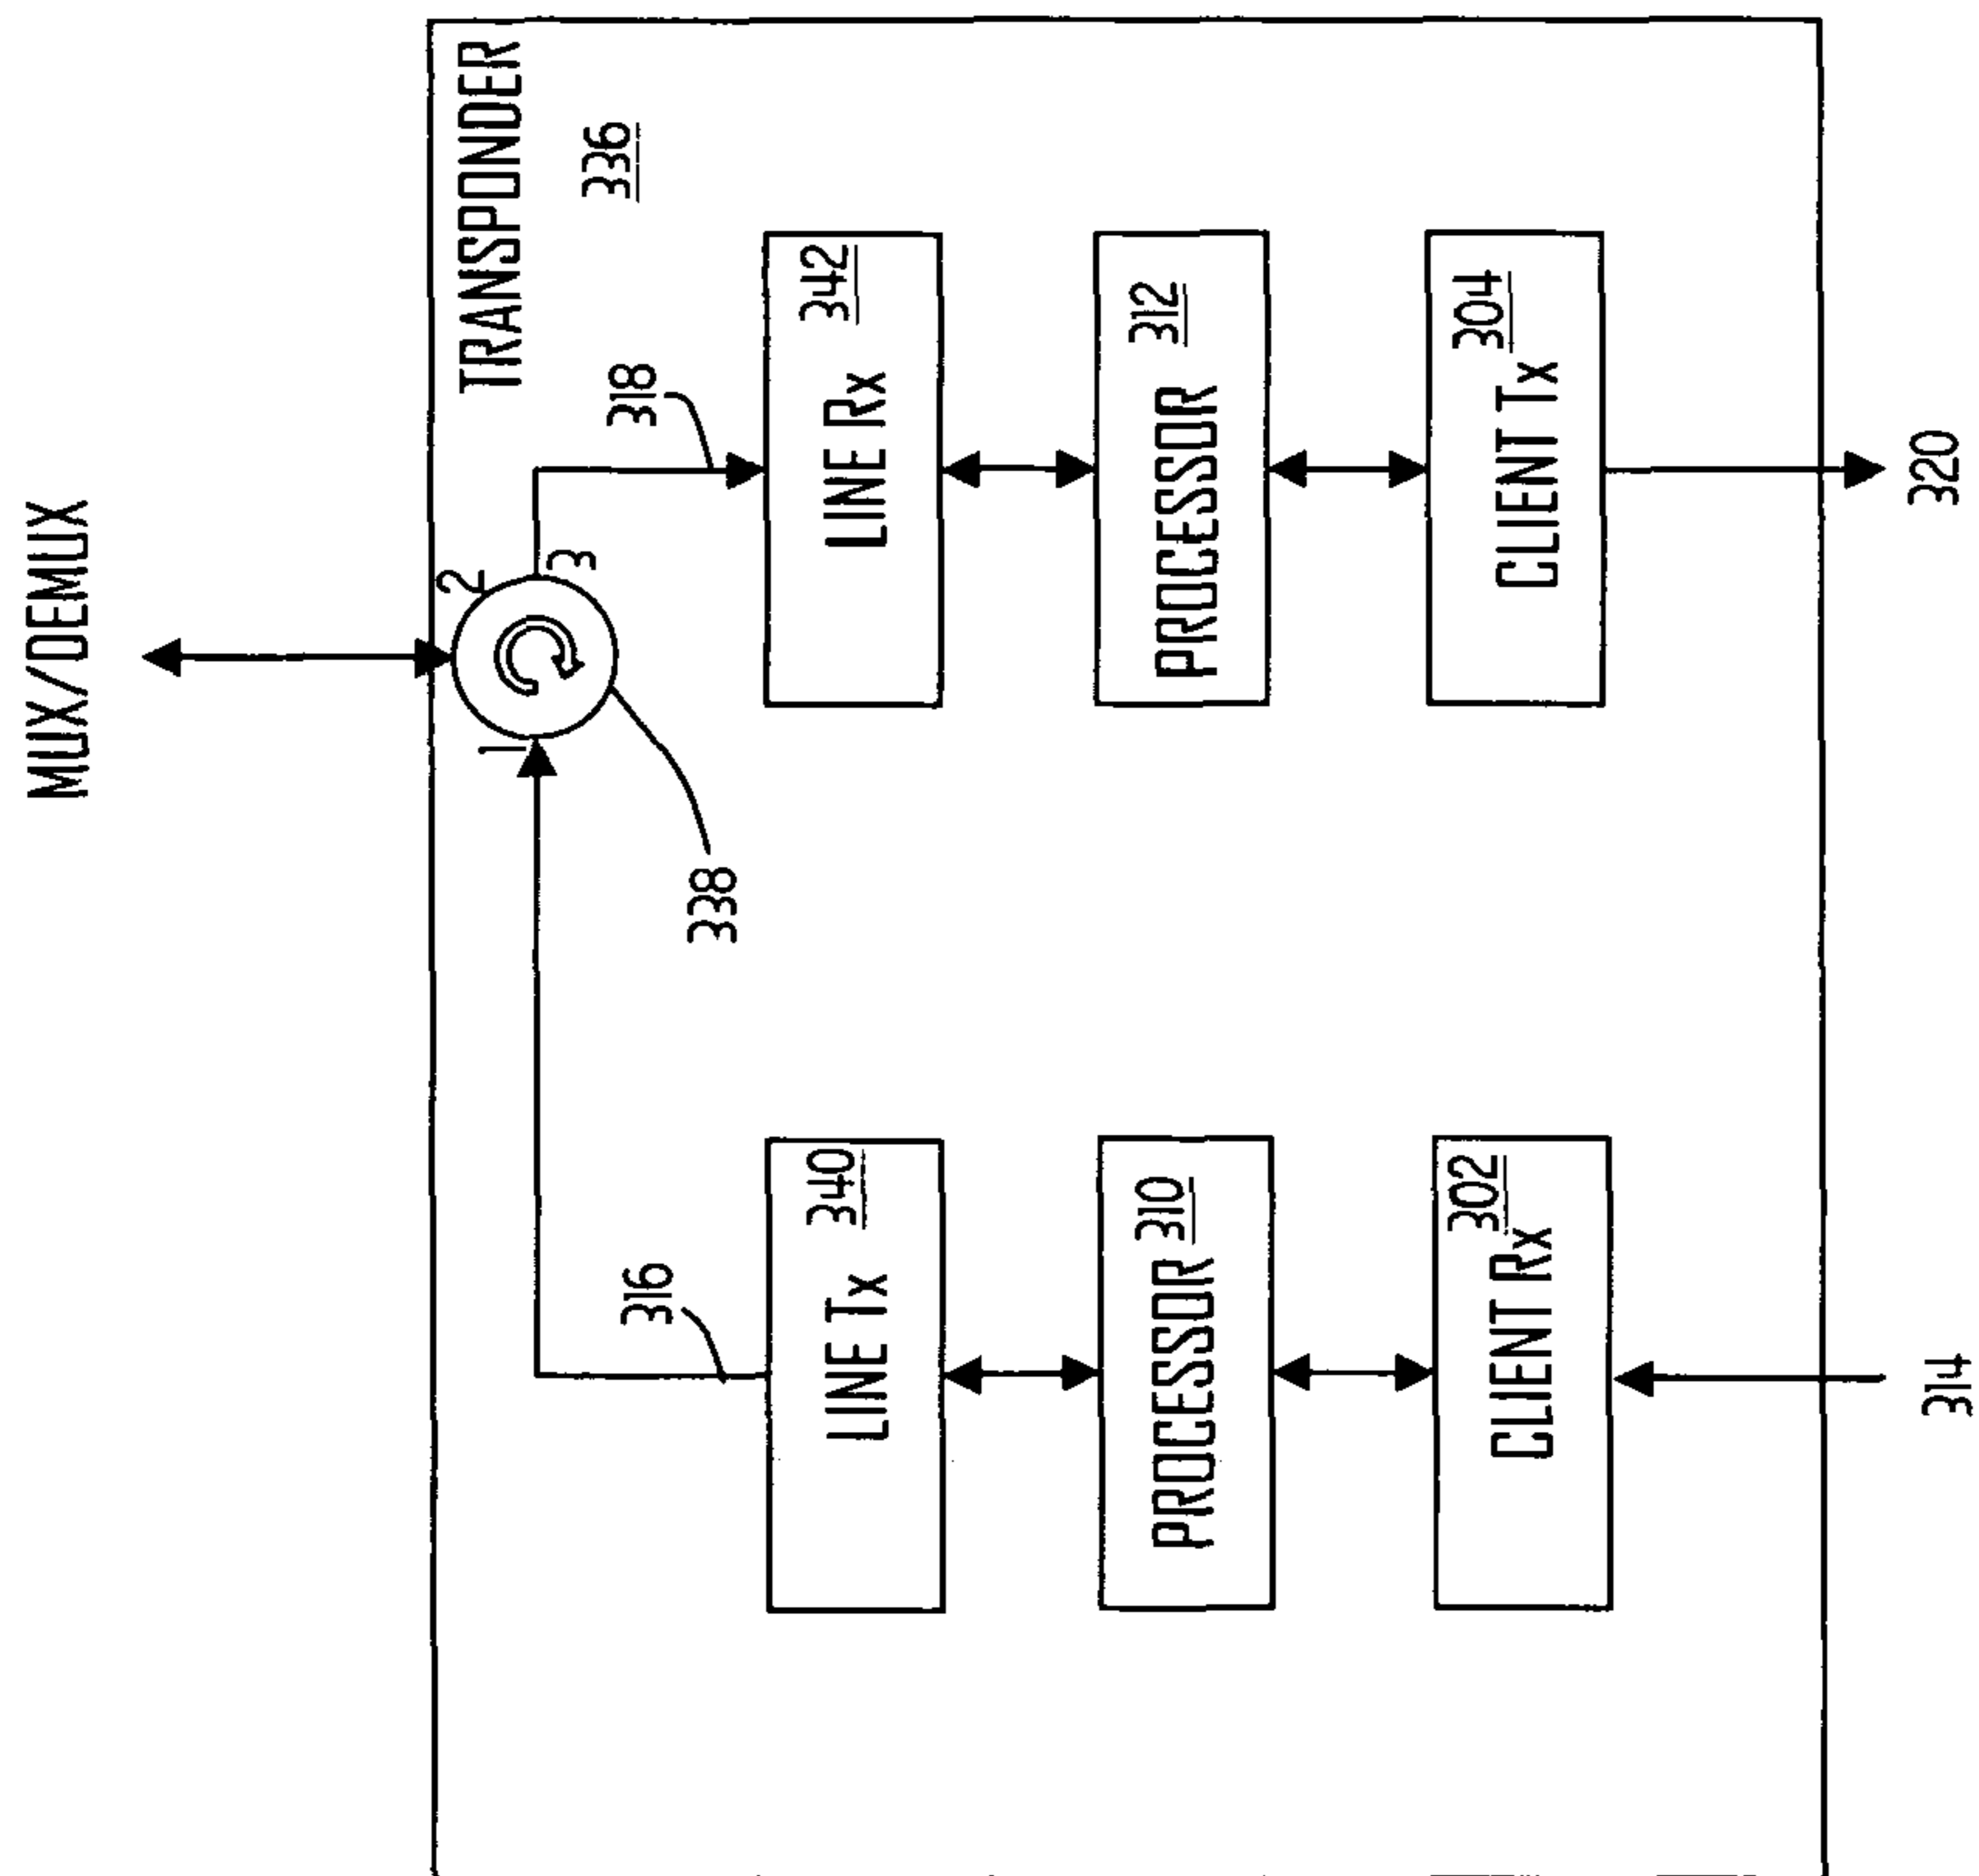 MUX/DEMUX
TRANSPONDER
336
1
2
3
338
316
318
LINE Tx
340
LINE Rx
342
PROCESSOR
310
PROCESSOR
312
CLIENT Rx
302
CLIENT Tx
304
314
320